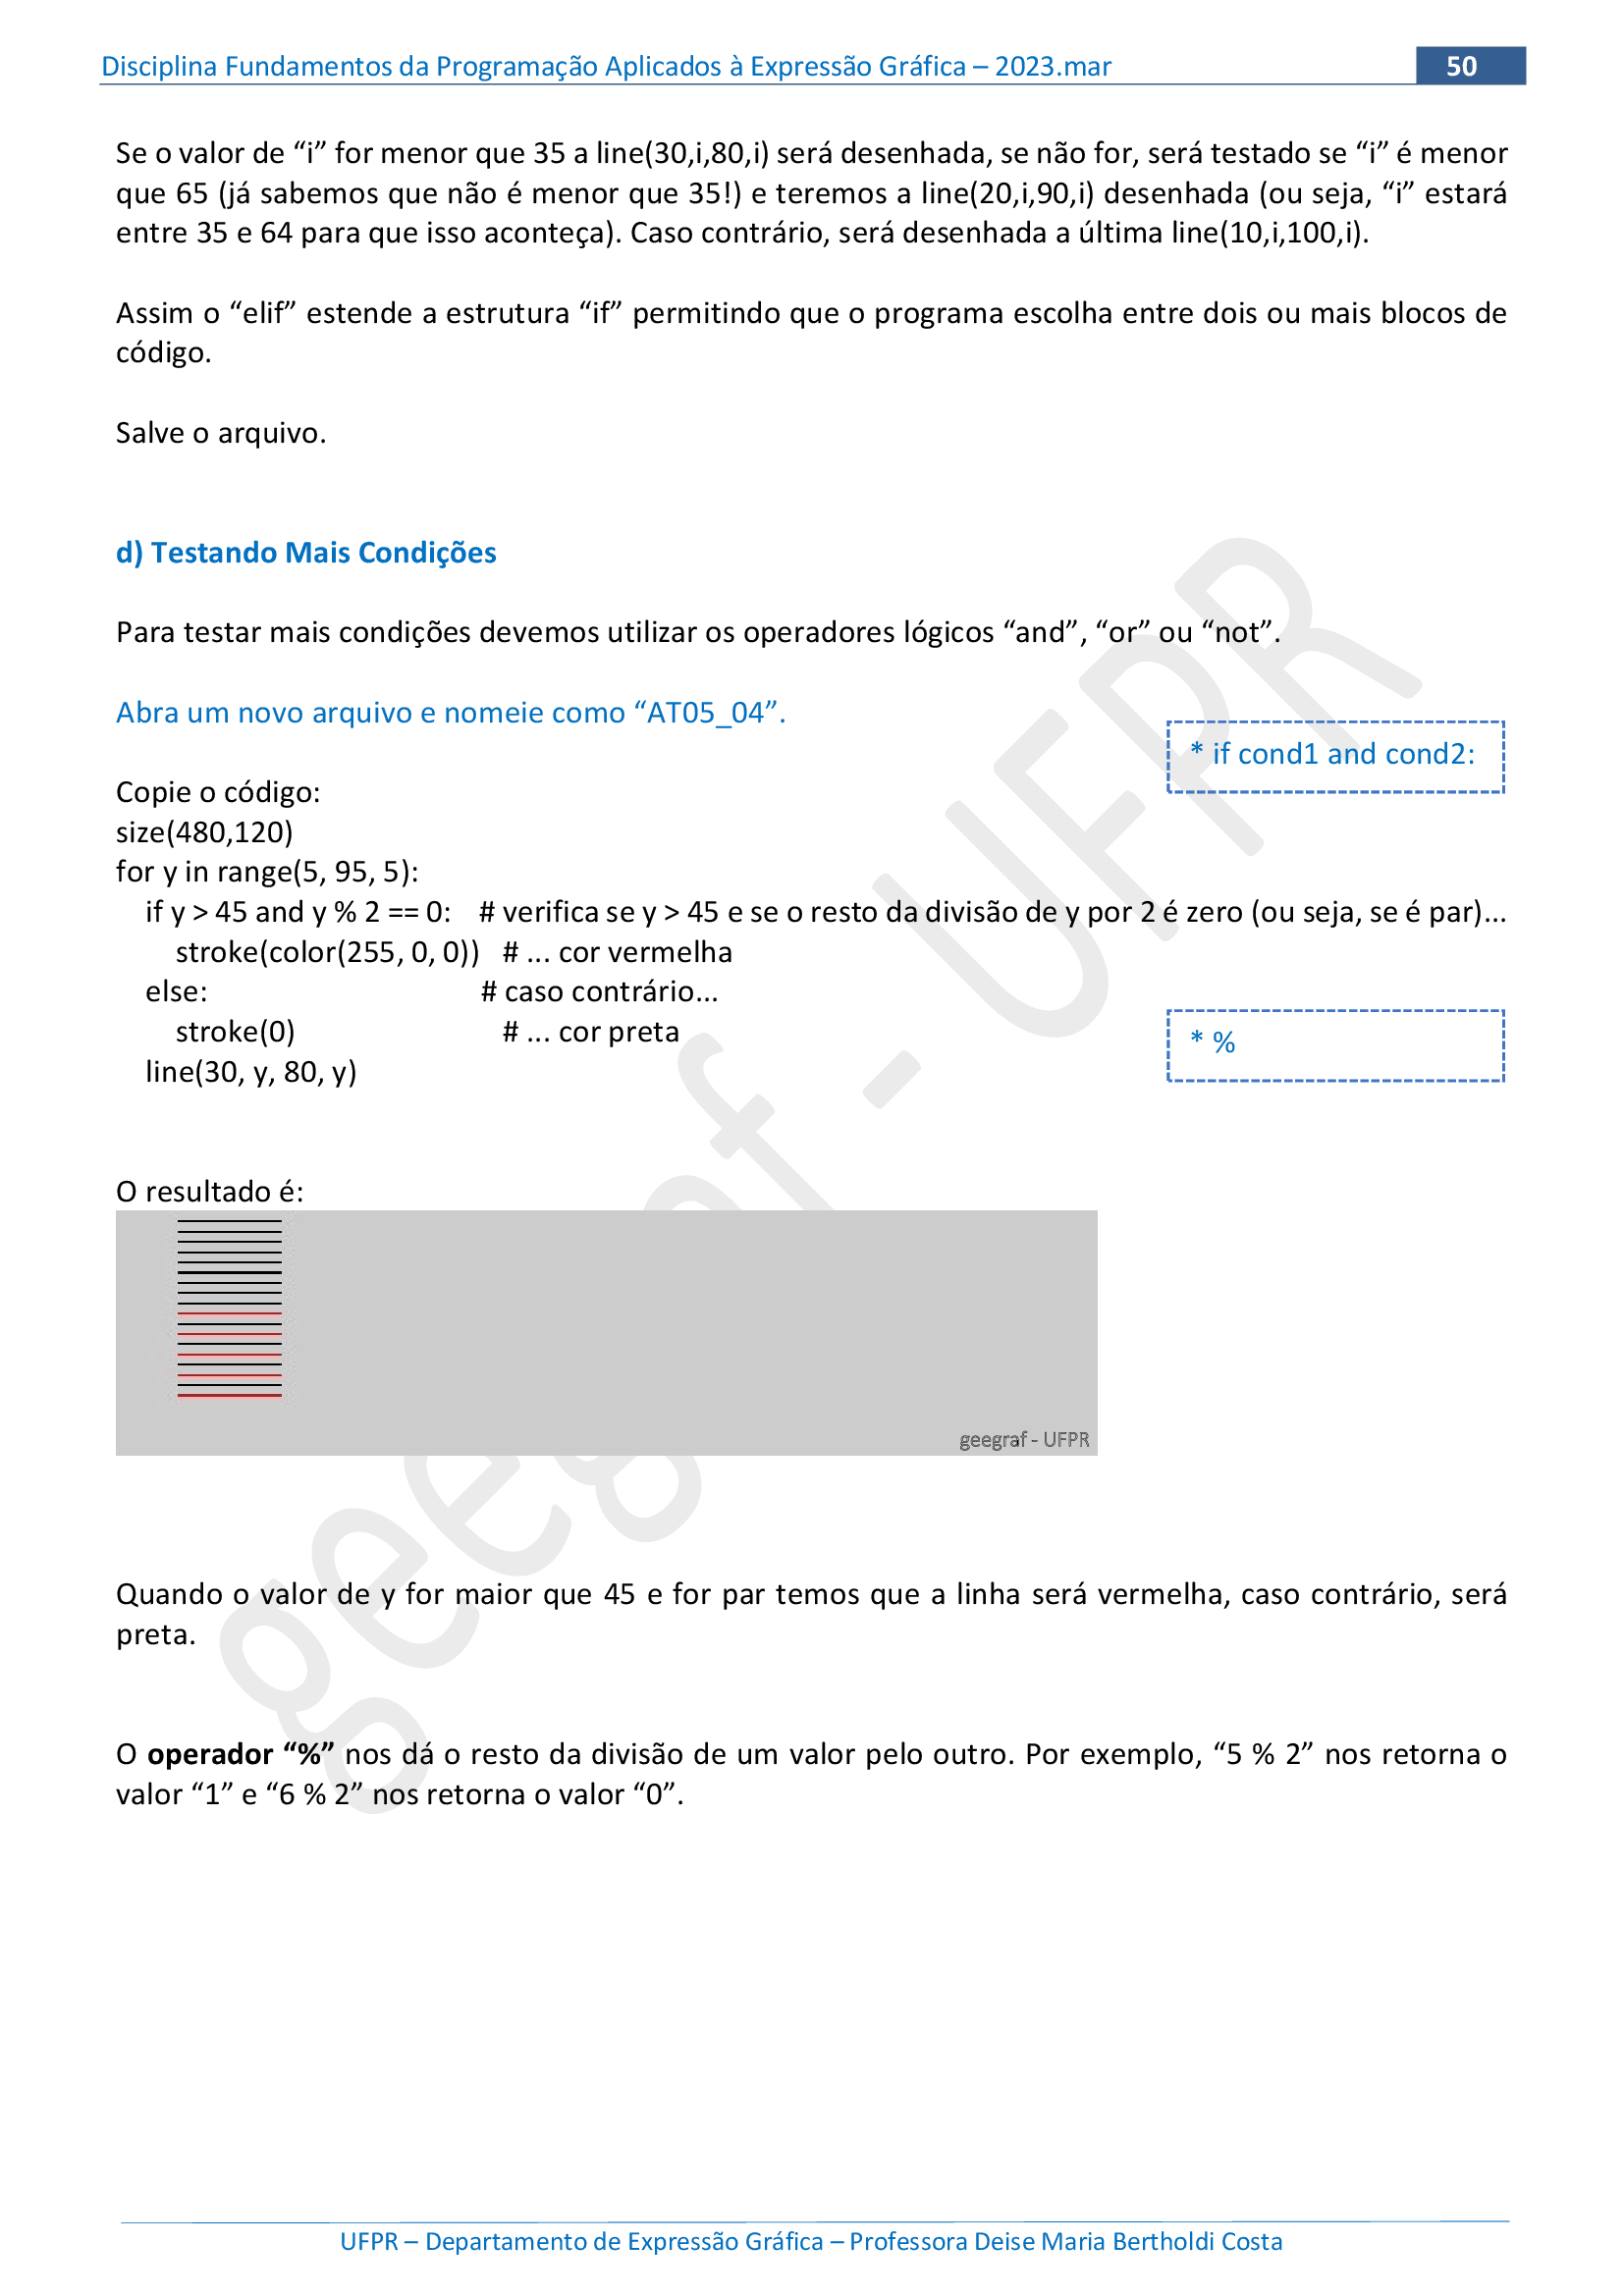 Disciplina Fundamentos da Programação Aplicados à Expressão Gráfica – 2023.mar 50
Se o valor de “i” for menor que 35 a line(30,i,80,i) será desenhada, se não for, será testado se “i” é menor
que 65 (já sabemos que não é menor que 35!) e teremos a line(20,i,90,i) desenhada (ou seja, “i” estará
entre 35 e 64 para que isso aconteça). Caso contrário, será desenhada a última line(10,i,100,i).
Assim o “elif” estende a estrutura “if” permitindo que o programa escolha entre dois ou mais blocos de
código.
Salve o arquivo.
d) Testando Mais Condições
Para testar mais condições devemos utilizar os operadores lógicos “and”, “or” ou “not”.
Abra um novo arquivo e nomeie como “AT05_04”.
* if cond1 and cond2:
Copie o código:
size(480,120)
for y in range(5, 95, 5):
if y > 45 and y % 2 == 0: # verifica se y > 45 e se o resto da divisão de y por 2 é zero (ou seja, se é par)...
stroke(color(255, 0, 0)) # ... cor vermelha
else: # caso contrário...
stroke(0) # ... cor preta
* %
line(30, y, 80, y)
O resultado é:
geegraf - UFPR
Quando o valor de y for maior que 45 e for par temos que a linha será vermelha, caso contrário, será
preta.
O operador “%” nos dá o resto da divisão de um valor pelo outro. Por exemplo, “5 % 2” nos retorna o
valor “1” e “6 % 2” nos retorna o valor “0”.
geegraf - UFPR
UFPR – Departamento de Expressão Gráfica – Professora Deise Maria Bertholdi Costa